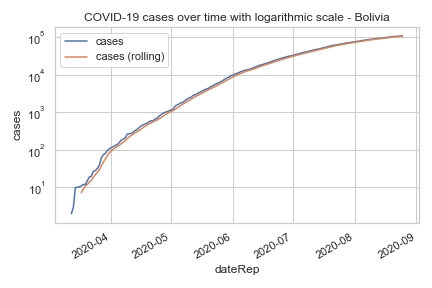 COVID-19 cases over time with logarithmic scale - Bolivia
cases
cases (rolling)
10⁵
10⁴
10³
10²
10¹
cases
2020-04
2020-05
2020-06
2020-07
2020-08
2020-09
dateRep